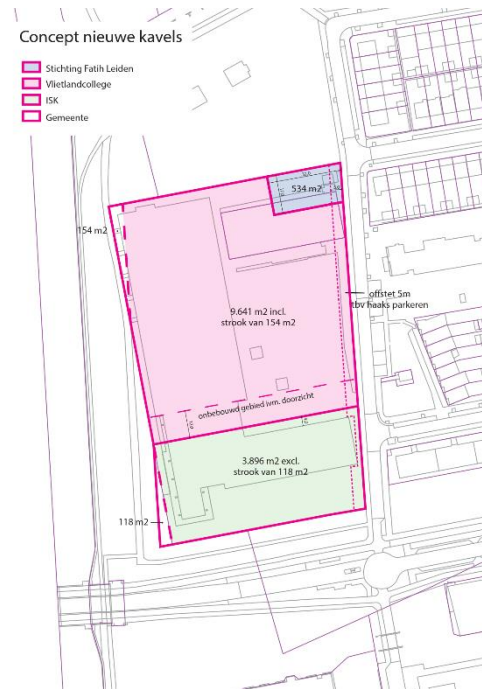 Concept nieuwe kavels
Stichting Fatih Leiden
Vlietlandcollege
ISK
Gemeente
534 m2
154 m2
offstet 5m
tbv haaks parkeren
9.641 m2 incl.
strook van 154 m2
onbebouwd gebied ivm. doorzicht
3.896 m2 excl.
strook van 118 m2
118 m2